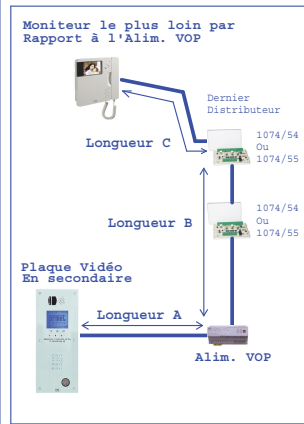 Moniteur le plus loin par
Rapport à l'Alim. VOP
Dernier
Distributeur
1074/54
Ou
1074/55
Longueur C
1074/54
Ou
1074/55
Longueur B
Plaque Vidéo
En secondaire
Longueur A
Alim. VOP